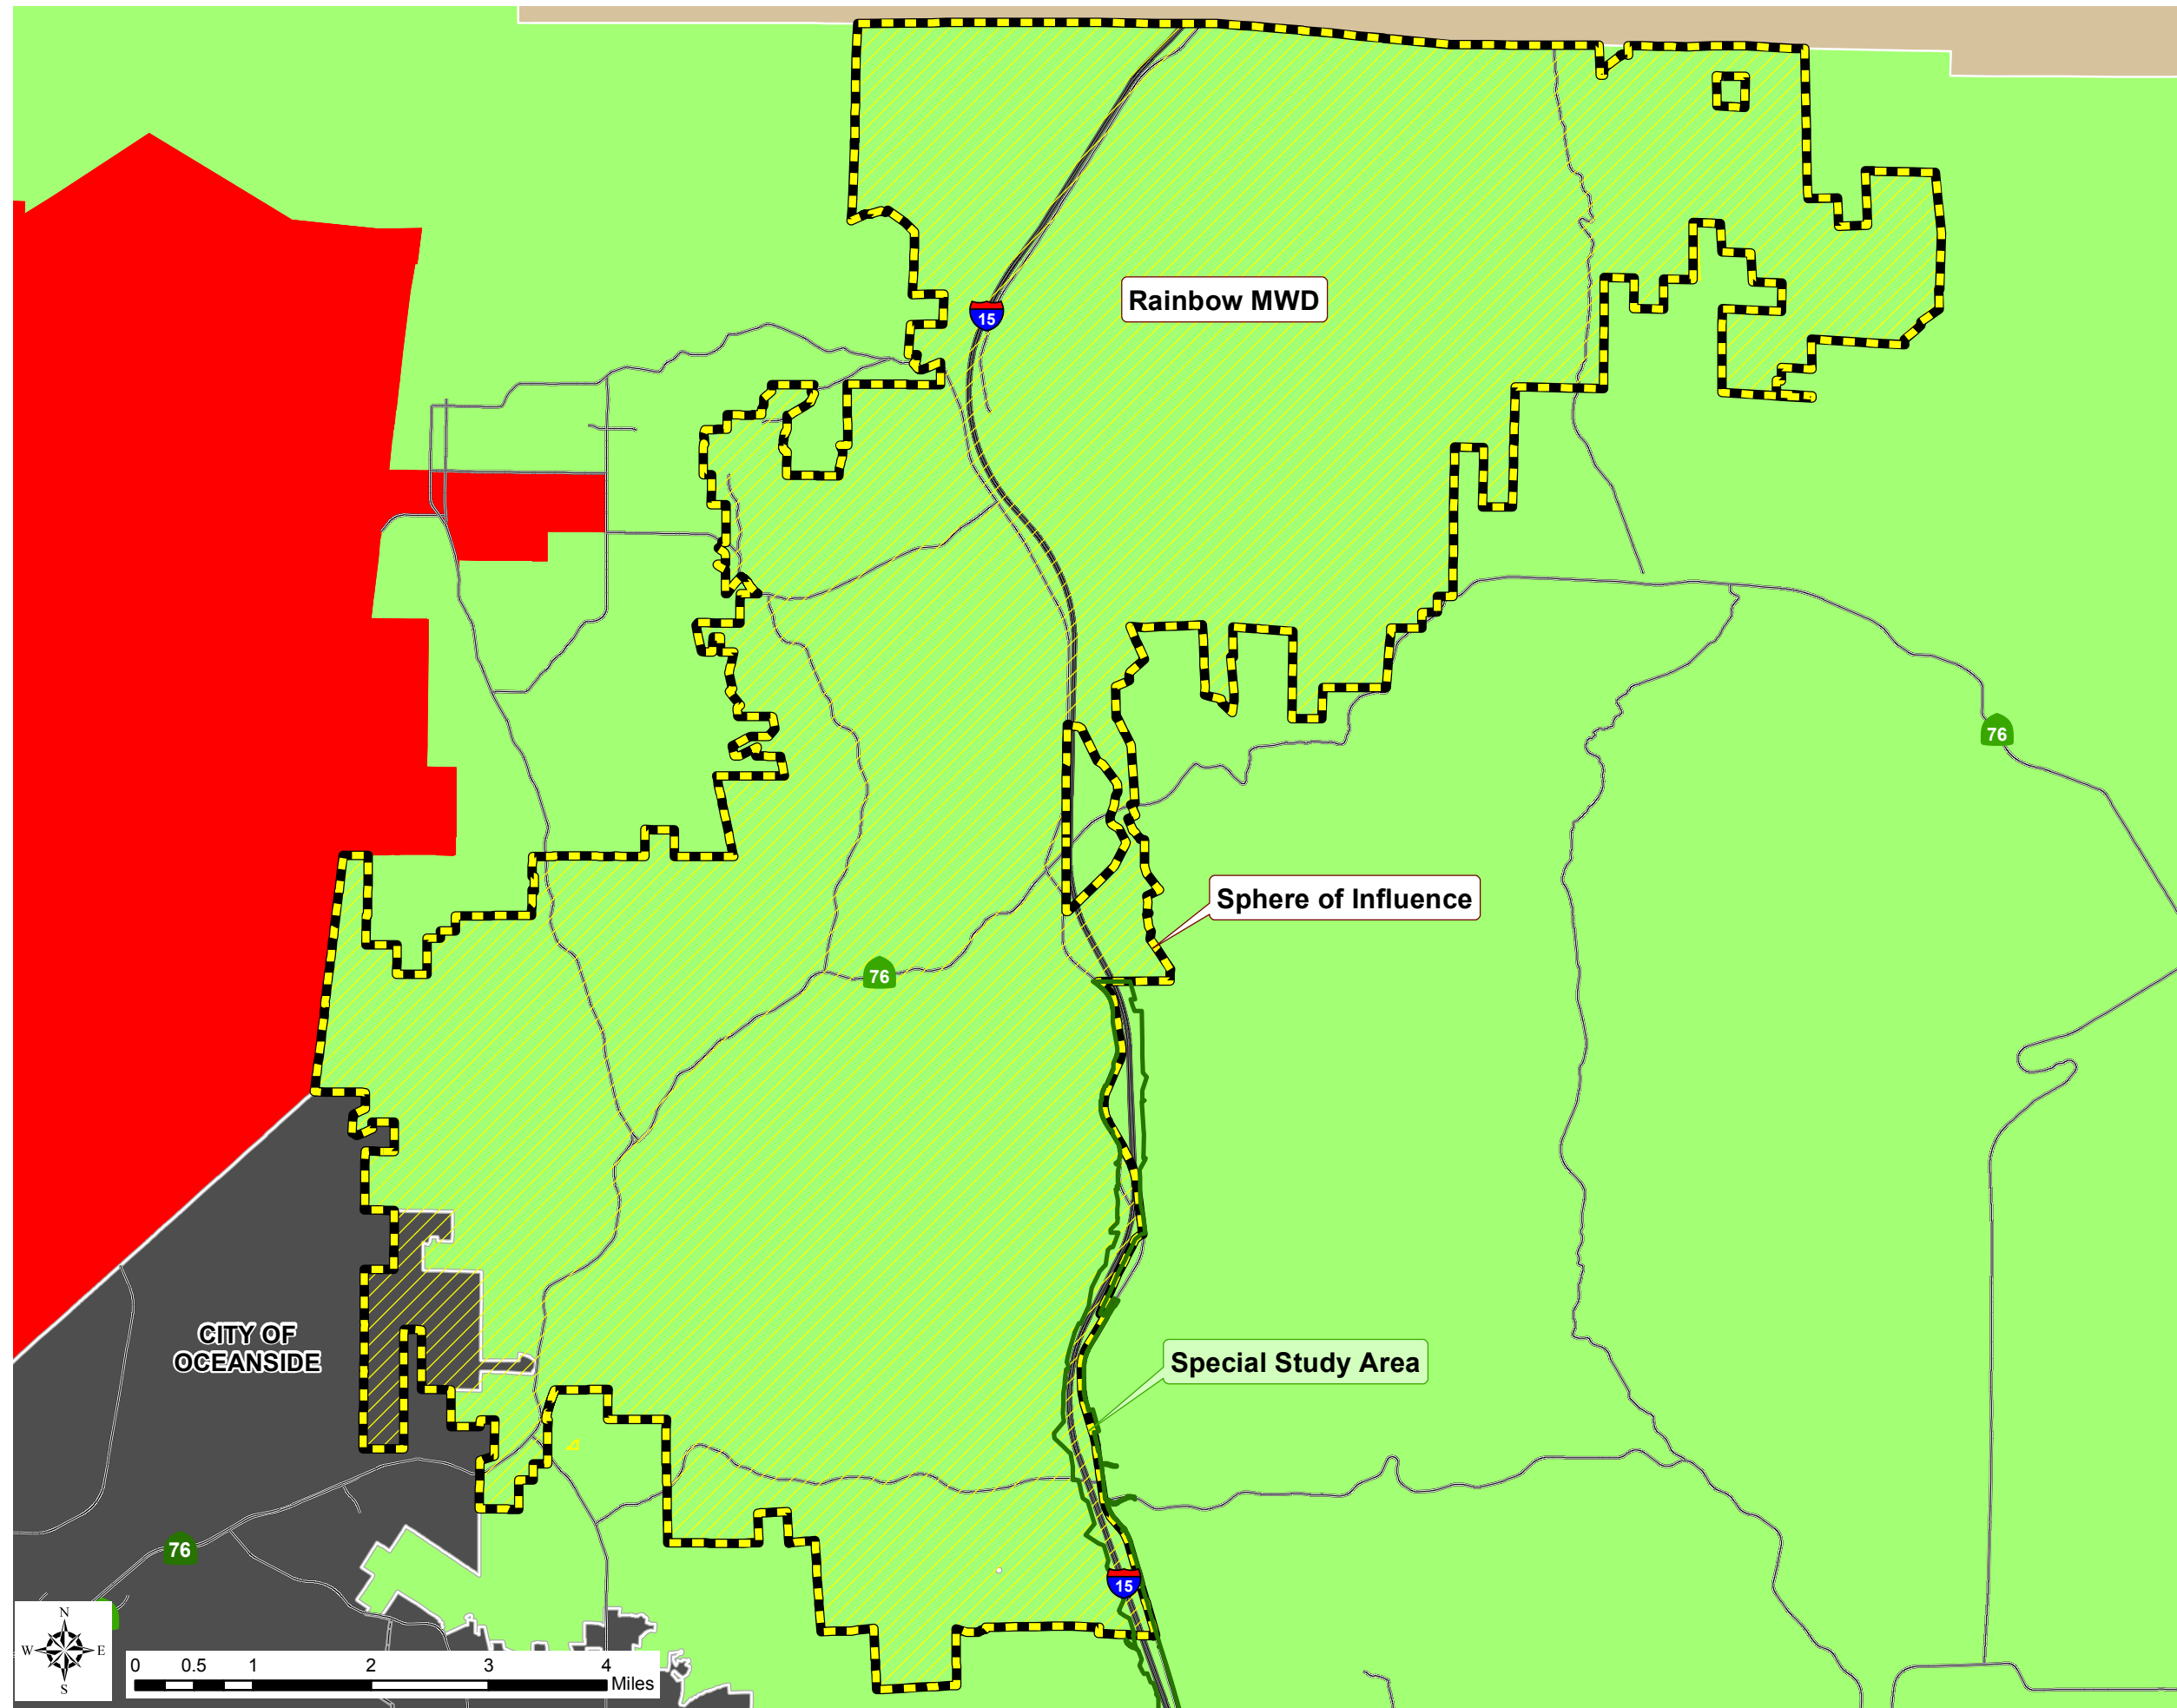 15
Rainbow MWD
76
Sphere of Influence
76
CITY OF
OCEANSIDE
Special Study Area
76
15
N
W E
S
0 0.5 1 2 3 4
Miles